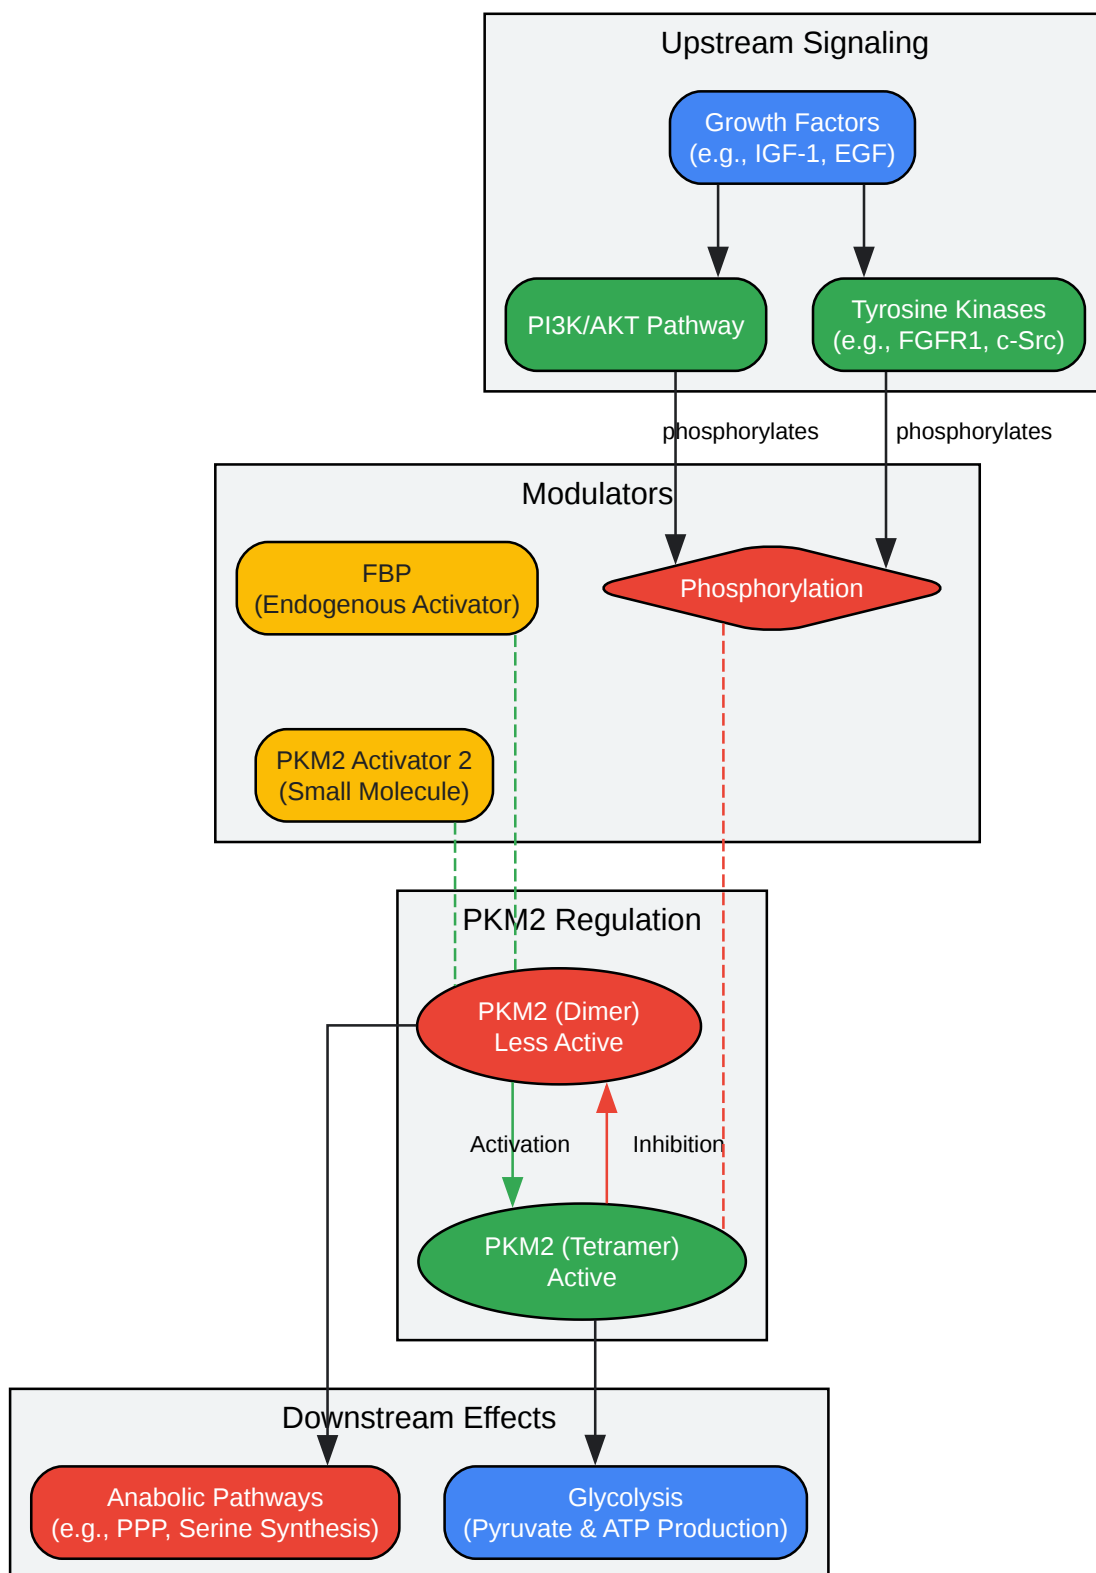 Upstream Signaling
Growth Factors
(e.g., IGF-1, EGF)
PI3K/AKT Pathway
Tyrosine Kinases
(e.g., FGFR1, c-Src)
phosphorylates
phosphorylates
Modulators
FBP
(Endogenous Activator)
Phosphorylation
PKM2 Activator 2
(Small Molecule)
PKM2 Regulation
PKM2 (Dimer)
Less Active
Activation
Inhibition
PKM2 (Tetramer)
Active
Downstream Effects
Anabolic Pathways
(e.g., PPP, Serine Synthesis)
Glycolysis
(Pyruvate & ATP Production)